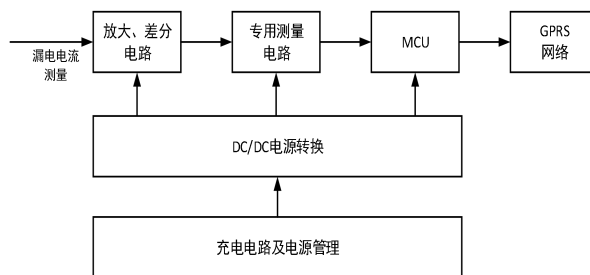 漏电电流
测量
放大、差分
电路
专用测量
电路
MCU
GPRS
网络
DC/DC电源转换
充电电路及电源管理